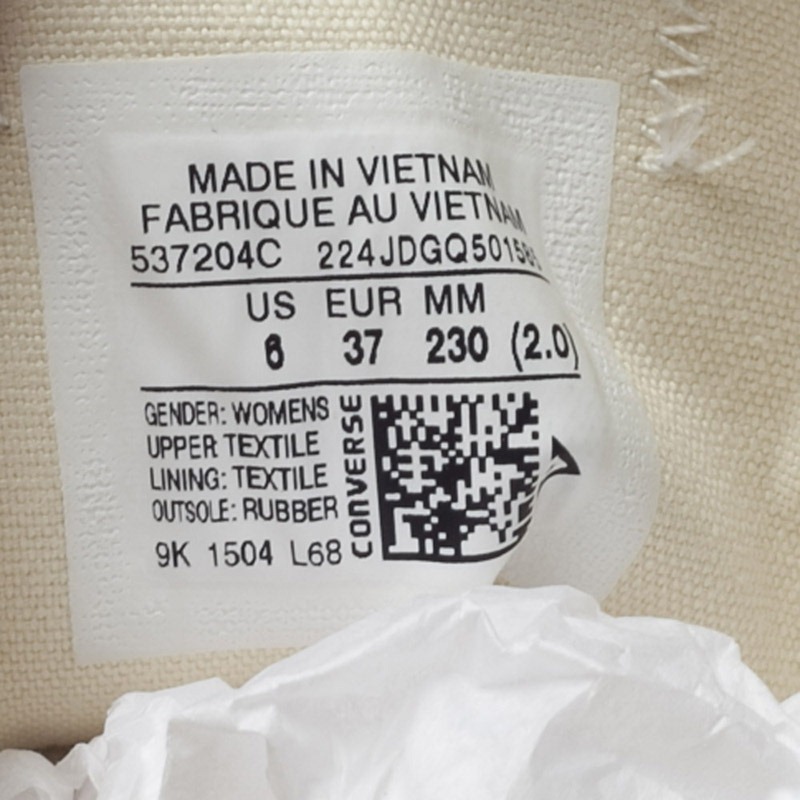 MADE IN VIETNAM
FABRIQUE AU VIETNAM
537204C
US EUR MM
6 37 230 (2.0)
GENDER: WOMENS
UPPER TEXTILE
LINING: TEXTILE
OUTSOLE: RUBBER
9K 1504 L68
CONVERSE